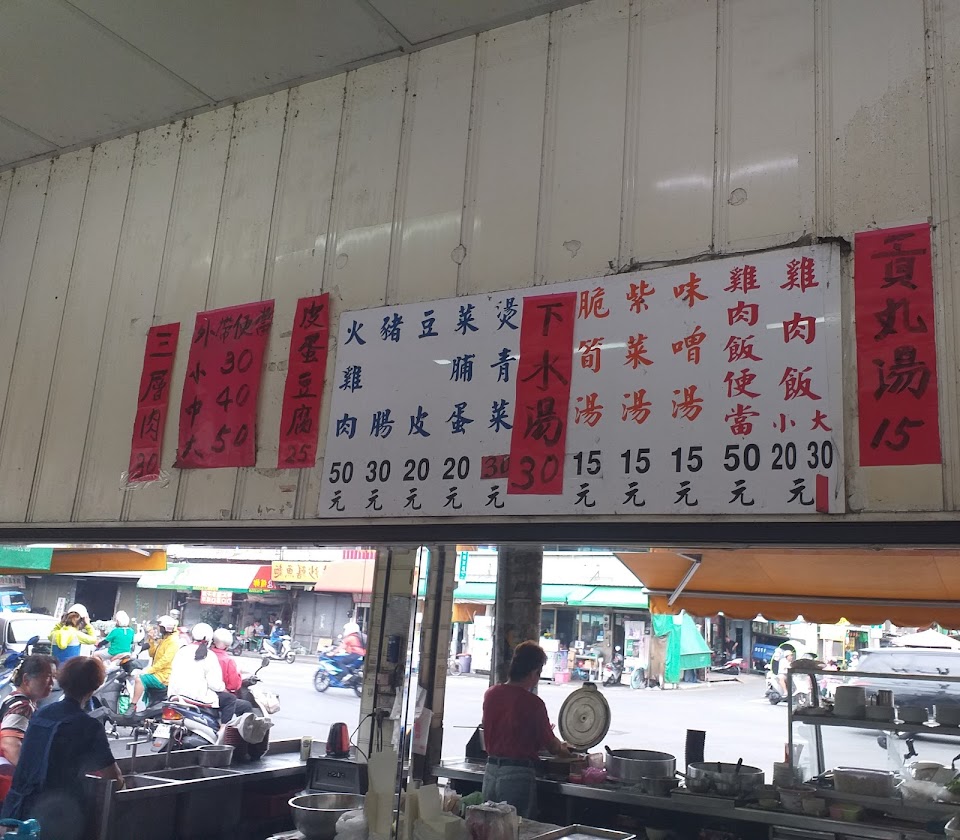 貢丸湯 15
雞肉飯 大30 小20元
雞肉飯便當 50元
味噌湯 15元
紫菜湯 15元
脆筍湯 15元
下水湯 30
燙青菜 30元
菜脯蛋 20元
豆皮 20元
豬腸 30元
火雞肉 50元
皮蛋豆腐 25
外帶便當
小 30
中 40
大 50
三層肉 30